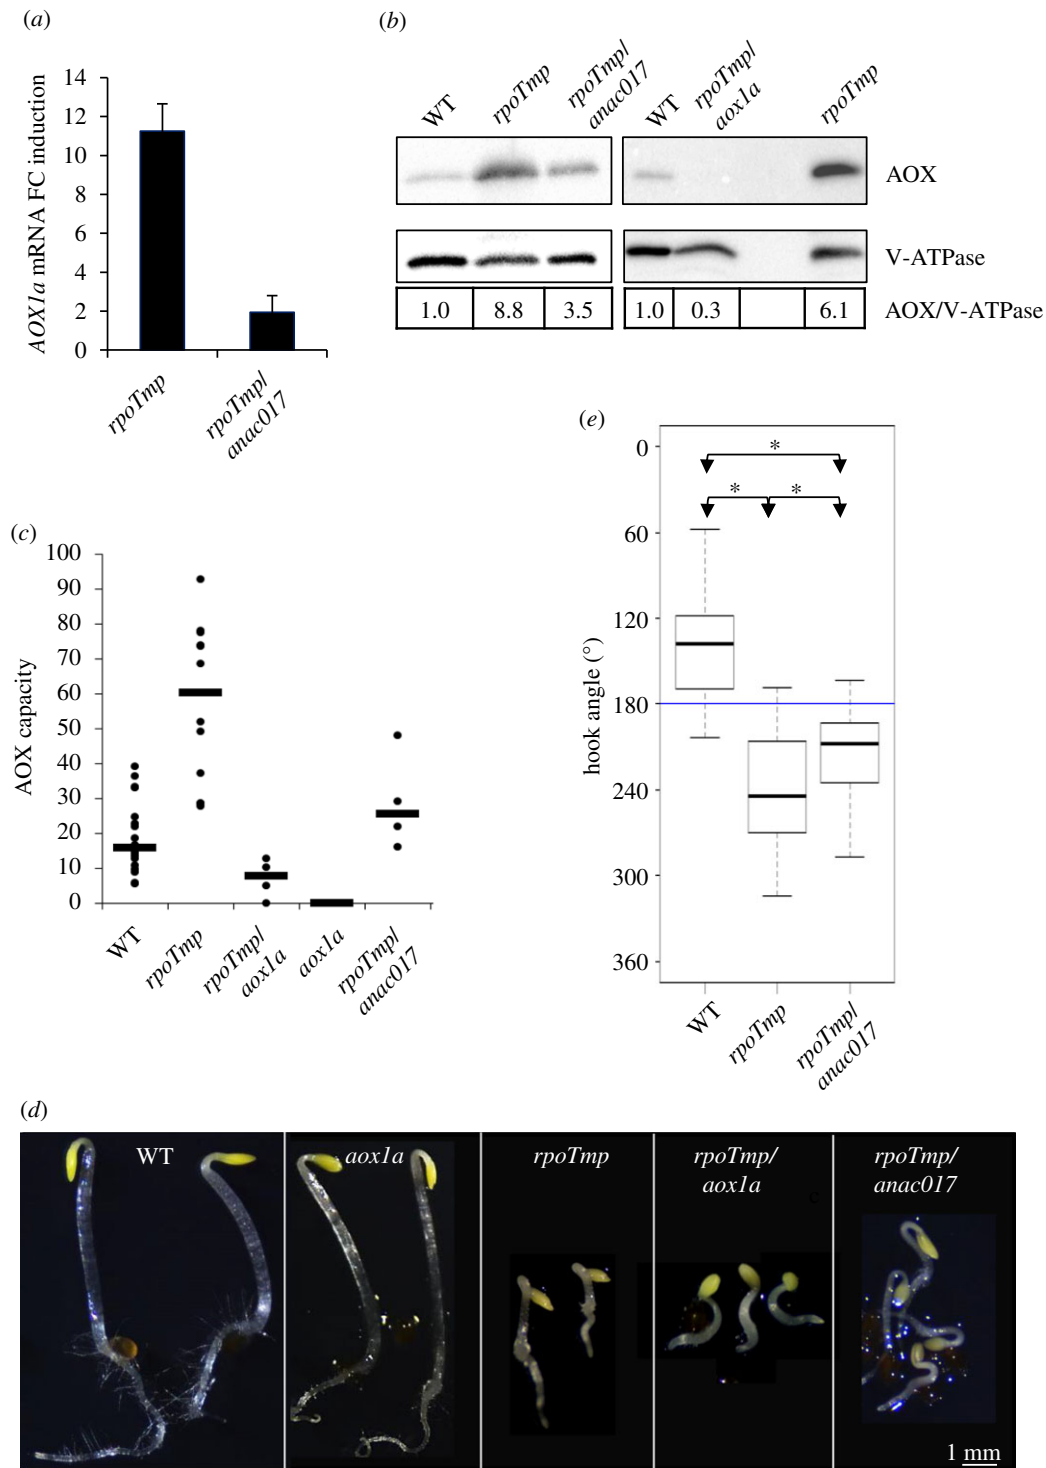 (a)
14
12
10
8
6
4
2
0
AOX1a mRNA FC induction
rpoTmp
rpoTmp/
anac017
(b)
WT
rpoTmp
rpoTmp/
anac017
WT
rpoTmp/
aox1a
rpoTmp
AOX
V-ATPase
1.0 8.8 3.5 1.0 0.3 6.1 AOX/V-ATPase
(c)
100
90
80
70
60
50
40
30
20
10
0
AOX capacity
WT
rpoTmp
rpoTmp/
aox1a
aox1a
rpoTmp/
anac017
(e)
0
60
120
180
240
300
360
hook angle (°)
*
* *
WT
rpoTmp
rpoTmp/
anac017
(d)
WT
aox1a
rpoTmp
rpoTmp/
aox1a
c
rpoTmp/
anac017
1 mm